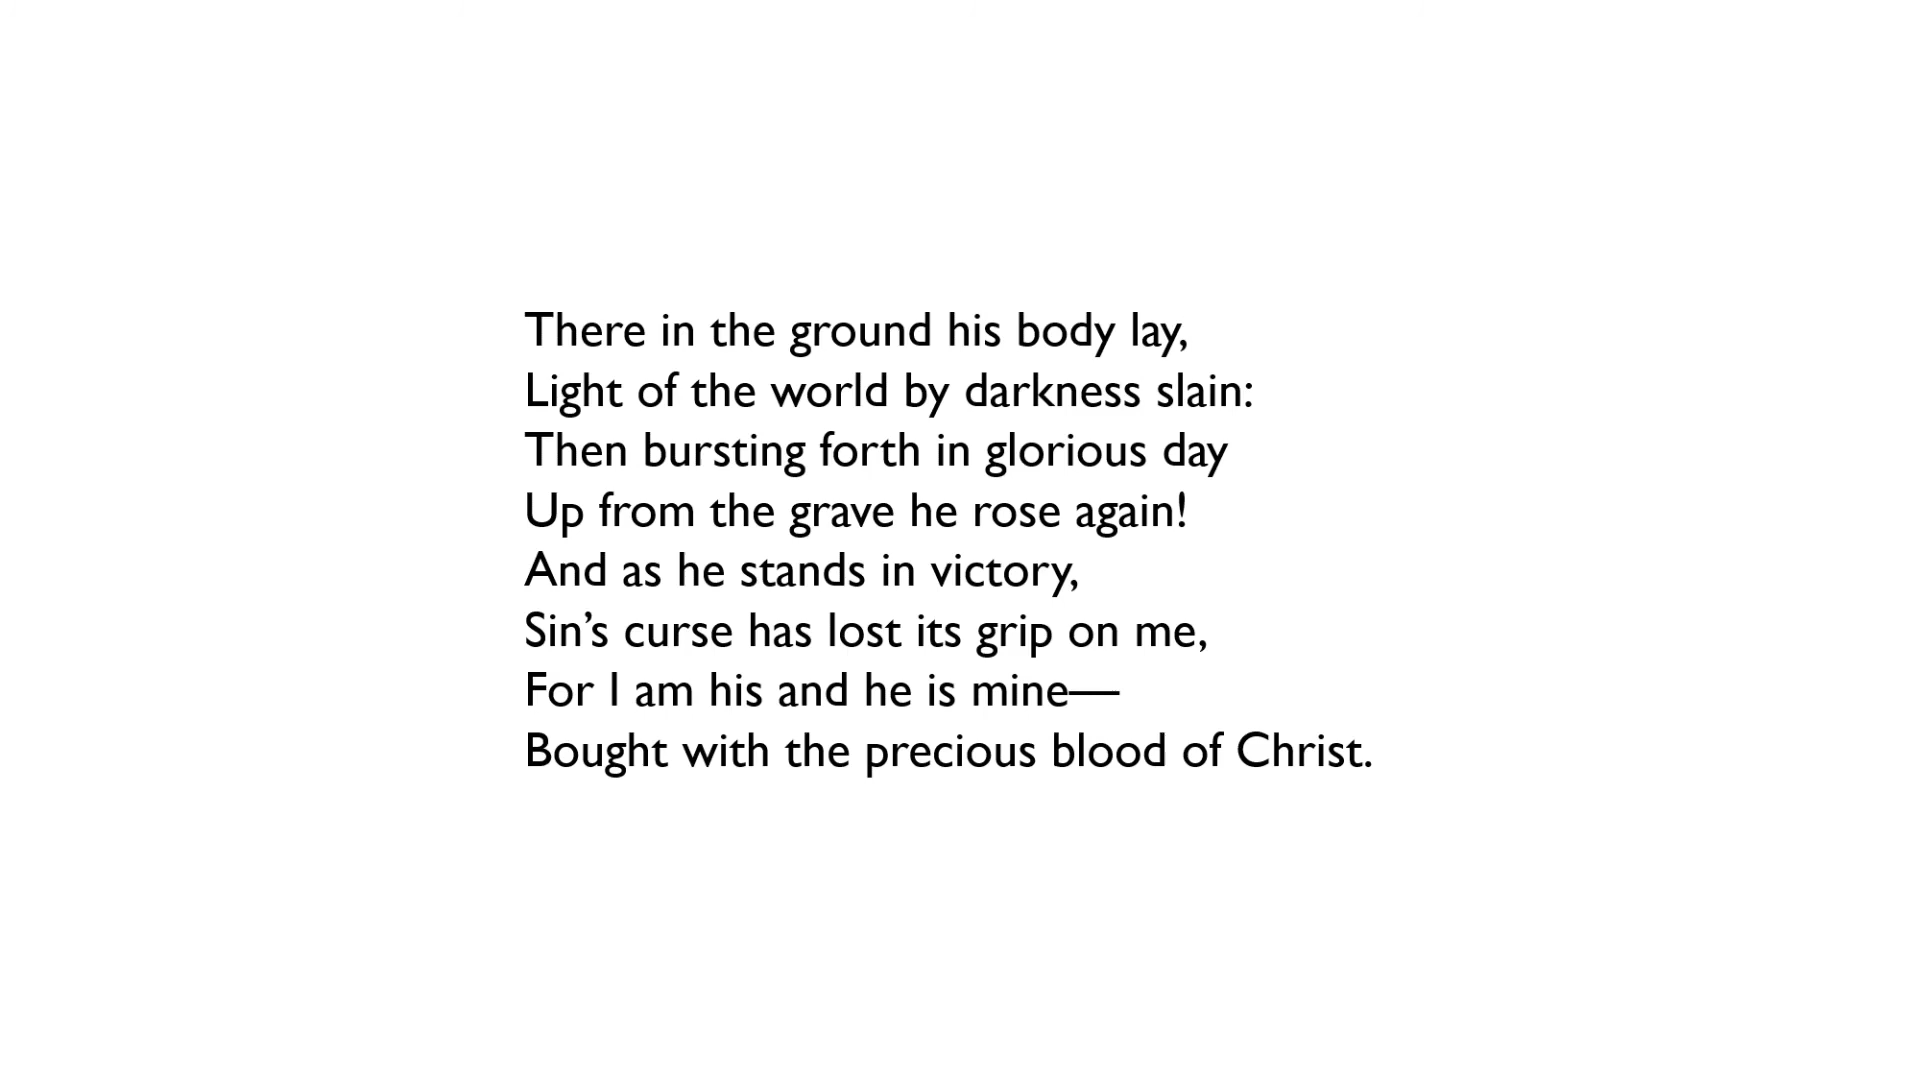 There in the ground his body lay,
Light of the world by darkness slain:
Then bursting forth in glorious day
Up from the grave he rose again!
And as he stands in victory,
Sin’s curse has lost its grip on me,
For I am his and he is mine—
Bought with the precious blood of Christ.